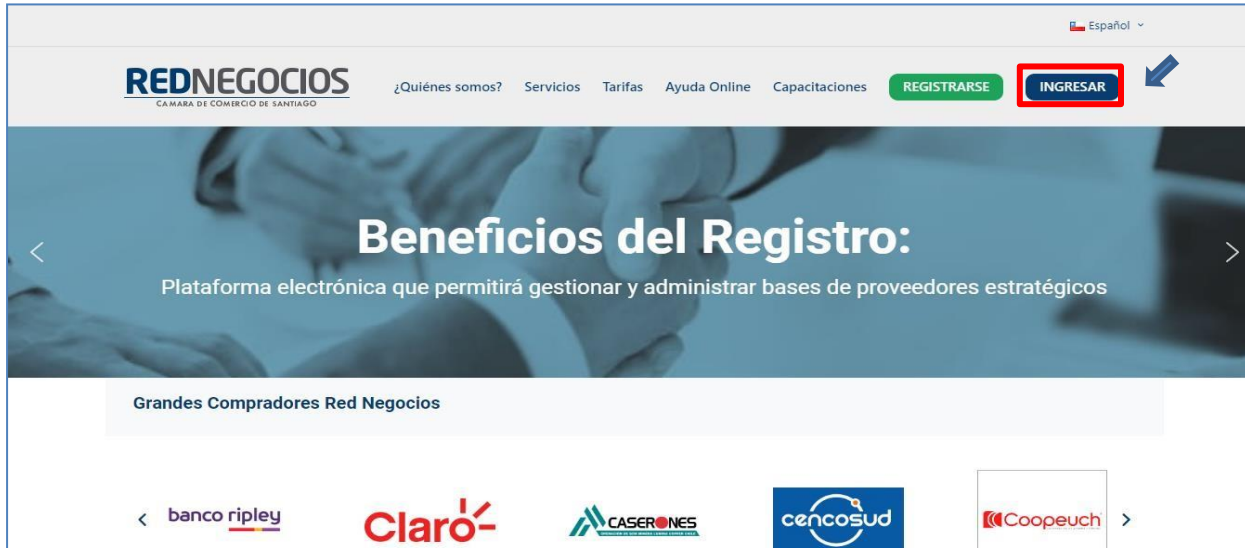 Español
REDNEGOCIOS
CAMARA DE COMERCIO DE SANTIAGO
¿Quiénes somos? Servicios Tarifas Ayuda Online Capacitaciones REGISTRARSE INGRESAR
Beneficios del Registro:
Plataforma electrónica que permitirá gestionar y administrar bases de proveedores estratégicos
Grandes Compradores Red Negocios
banco ripley Claro CASERONES cencosud Coopeuch